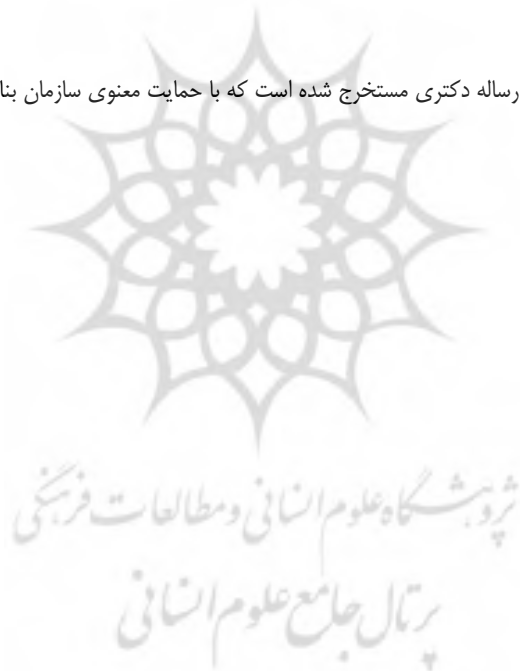 رساله دکتری مستخرج شده است که با حمایت معنوی سازمان بنا
پژوهشگاه علوم انسانی و مطالعات فرهنگی
پرتال جامع علوم انسانی